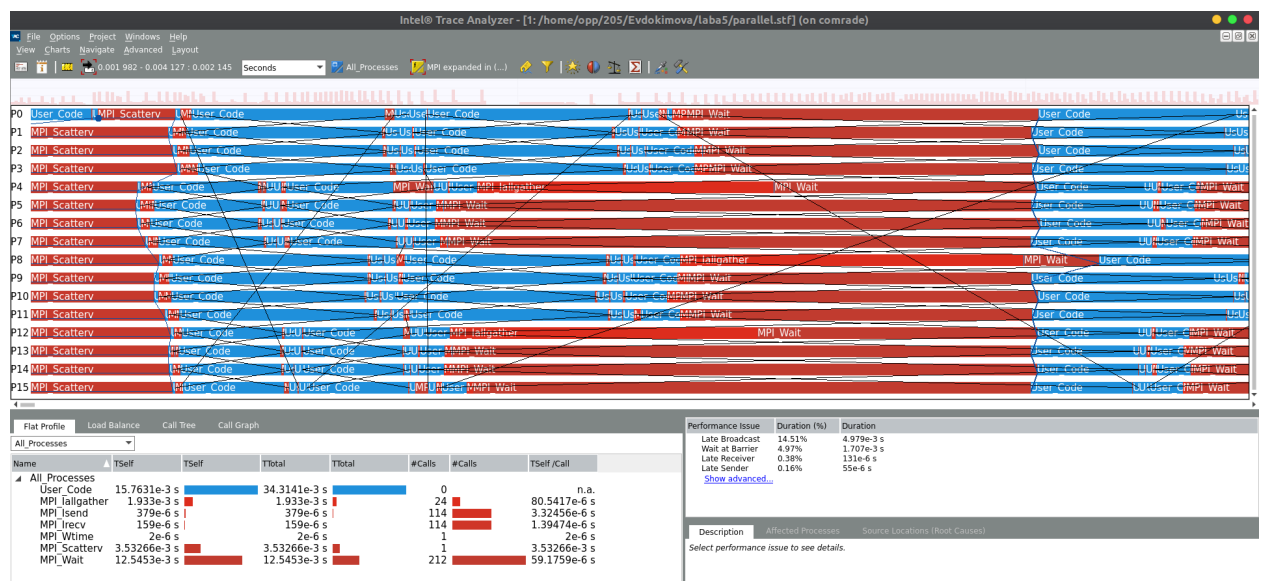 Intel® Trace Analyzer - [1: /home/opp/205/Evdokimova/laba5/parallel.stf] (on comrade)
File Options Project Windows Help
View Charts Navigate Advanced Layout
0.001 982 - 0.004 127 : 0.002 145 Seconds All_Processes MPI expanded in (...)
P0 User_Code MPI_Scatterv User_Code User_Code MPI_Wait User_Code
P1 MPI_Scatterv User_Code User_Code MPI_Wait User_Code
P2 MPI_Scatterv User_Code User_Code MPI_Wait User_Code
P3 MPI_Scatterv User_Code User_Code MPI_Wait User_Code
P4 MPI_Scatterv User_Code User_Code MPI_Iallgather MPI_Wait User_Code MPI_Wait
P5 MPI_Scatterv User_Code User_Code MPI_Wait User_Code MPI_Wait
P6 MPI_Scatterv User_Code User_Code MPI_Wait User_Code MPI_Wait
P7 MPI_Scatterv User_Code User_Code MPI_Wait User_Code MPI_Wait
P8 MPI_Scatterv User_Code User_Code MPI_Iallgather MPI_Wait User_Code
P9 MPI_Scatterv User_Code User_Code MPI_Wait User_Code
P10 MPI_Scatterv User_Code User_Code MPI_Wait User_Code
P11 MPI_Scatterv User_Code User_Code MPI_Wait User_Code
P12 MPI_Scatterv User_Code User_Code MPI_Iallgather MPI_Wait User_Code MPI_Wait
P13 MPI_Scatterv User_Code User_Code MPI_Wait User_Code MPI_Wait
P14 MPI_Scatterv User_Code User_Code MPI_Wait User_Code MPI_Wait
P15 MPI_Scatterv User_Code User_Code MPI_Wait User_Code MPI_Wait
Flat Profile Load Balance Call Tree Call Graph
All_Processes
Name TSelf TSelf TTotal TTotal #Calls #Calls TSelf /Call
All_Processes
User_Code 15.7631e-3 s 34.3141e-3 s 0 n.a.
MPI_Iallgather 1.933e-3 s 1.933e-3 s 24 80.5417e-6 s
MPI_Isend 379e-6 s 379e-6 s 114 3.32456e-6 s
MPI_Irecv 159e-6 s 159e-6 s 114 1.39474e-6 s
MPI_Wtime 2e-6 s 2e-6 s 1 2e-6 s
MPI_Scatterv 3.53266e-3 s 3.53266e-3 s 1 3.53266e-3 s
MPI_Wait 12.5453e-3 s 12.5453e-3 s 212 59.1759e-6 s
Performance Issue Duration (%) Duration
Late Broadcast 14.51% 4.979e-3 s
Wait at Barrier 4.97% 1.707e-3 s
Late Receiver 0.38% 131e-6 s
Late Sender 0.16% 55e-6 s
Show advanced...
Description Affected Processes Source Locations (Root Causes)
Select performance issue to see details.